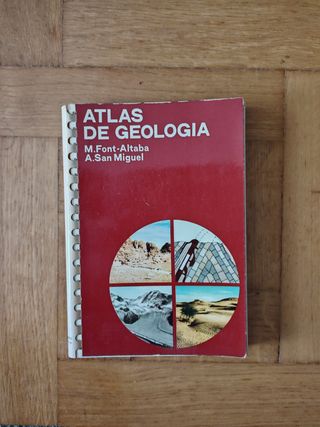 ATLAS
DE GEOLOGIA
M.Font-Altaba
A.San Miguel